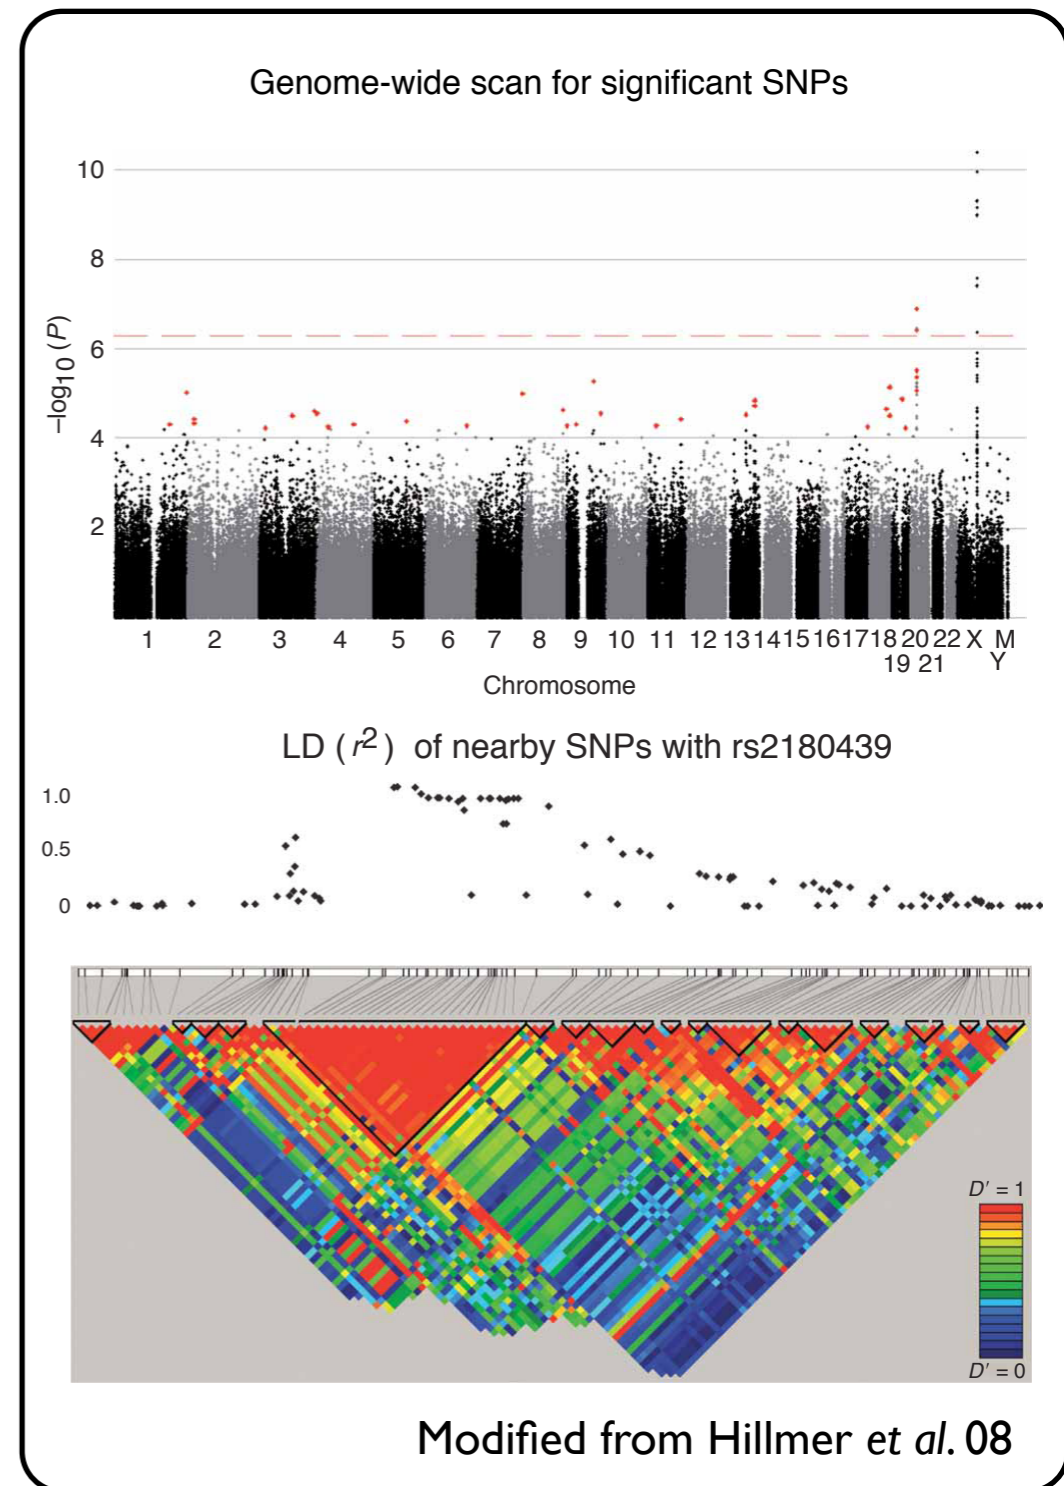 Genome-wide scan for significant SNPs
10
8
6
4
2
–log10 (P)
1 2 3 4 5 6 7 8 9 10 11 12 13 14 15 16 17 18 20 22 X M
19 21 Y
Chromosome
LD (r2) of nearby SNPs with rs2180439
1.0
0.5
0
D′ = 1
D′ = 0
Modified from Hillmer et al. 08